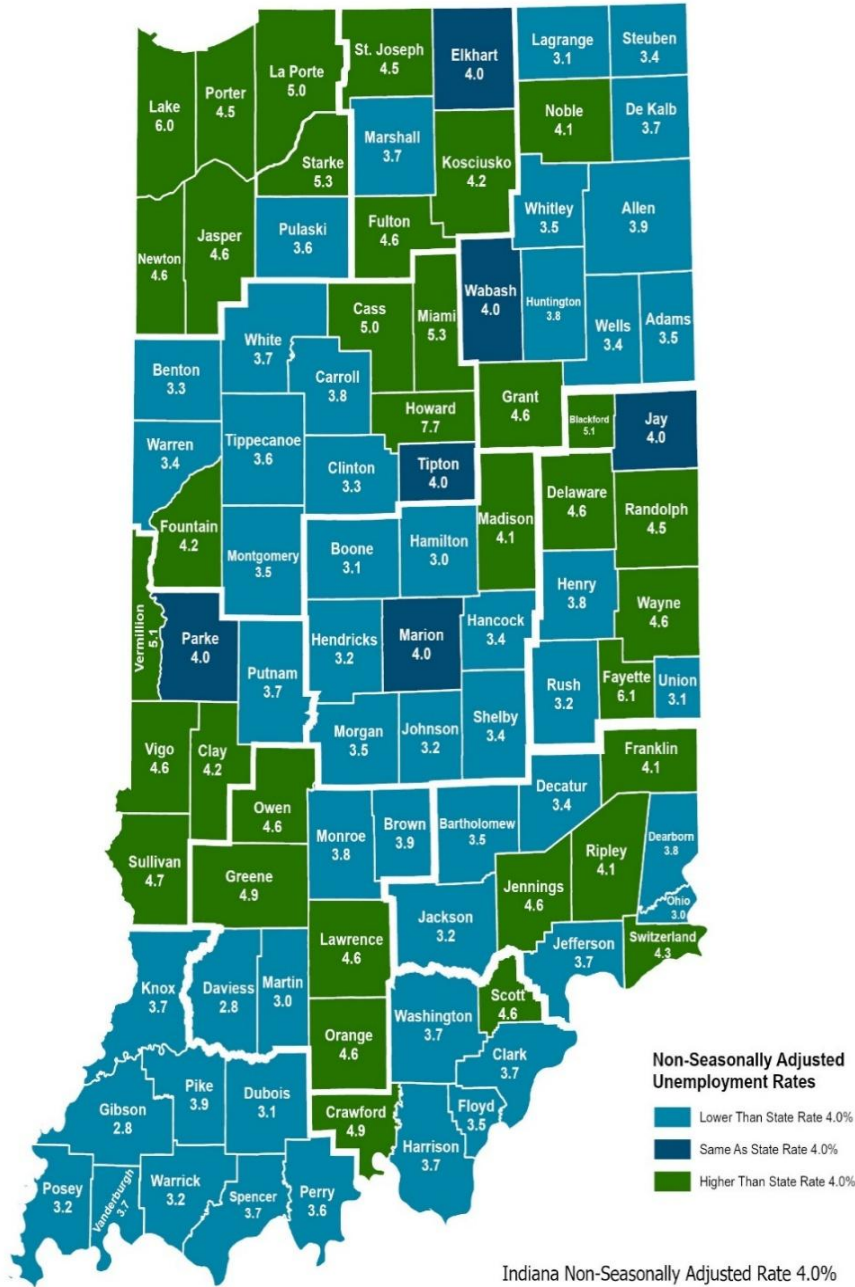 St. Joseph
4.5
Elkhart
4.0
Lagrange
3.1
Steuben
3.4
Lake
6.0
Porter
4.5
La Porte
5.0
Noble
4.1
De Kalb
3.7
Marshall
3.7
Starke
5.3
Kosciusko
4.2
Whitley
3.5
Allen
3.9
Newton
4.6
Jasper
4.6
Pulaski
3.6
Fulton
4.6
Wabash
4.0
Huntington
3.8
Wells
3.4
Adams
3.5
White
3.7
Cass
5.0
Miami
5.3
Benton
3.3
Carroll
3.8
Grant
4.6
Howard
7.7
Blackford
5.1
Jay
4.0
Warren
3.4
Tippecanoe
3.6
Clinton
3.3
Tipton
4.0
Fountain
4.2
Montgomery
3.5
Boone
3.1
Hamilton
3.0
Madison
4.1
Delaware
4.6
Randolph
4.5
Vermillion
5.1
Parke
4.0
Putnam
3.7
Hendricks
3.2
Marion
4.0
Hancock
3.4
Henry
3.8
Wayne
4.6
Rush
3.2
Fayette
6.1
Union
3.1
Vigo
4.6
Clay
4.2
Morgan
3.5
Johnson
3.2
Shelby
3.4
Franklin
4.1
Owen
4.6
Decatur
3.4
Monroe
3.8
Brown
3.9
Bartholomew
3.5
Dearborn
3.8
Sullivan
4.7
Greene
4.9
Jennings
4.6
Ripley
4.1
Ohio
3.0
Jackson
3.2
Lawrence
4.6
Jefferson
3.7
Switzerland
4.3
Knox
3.7
Daviess
2.8
Martin
3.0
Orange
4.6
Washington
3.7
Scott
4.6
Clark
3.7
Gibson
2.8
Pike
3.9
Dubois
3.1
Crawford
4.9
Harrison
3.7
Floyd
3.5
Posey
3.2
Vanderburgh
3.7
Warrick
3.2
Spencer
3.7
Perry
3.6
Non-Seasonally Adjusted
Unemployment Rates
Lower Than State Rate 4.0%
Same As State Rate 4.0%
Higher Than State Rate 4.0%
Indiana Non-Seasonally Adjusted Rate 4.0%